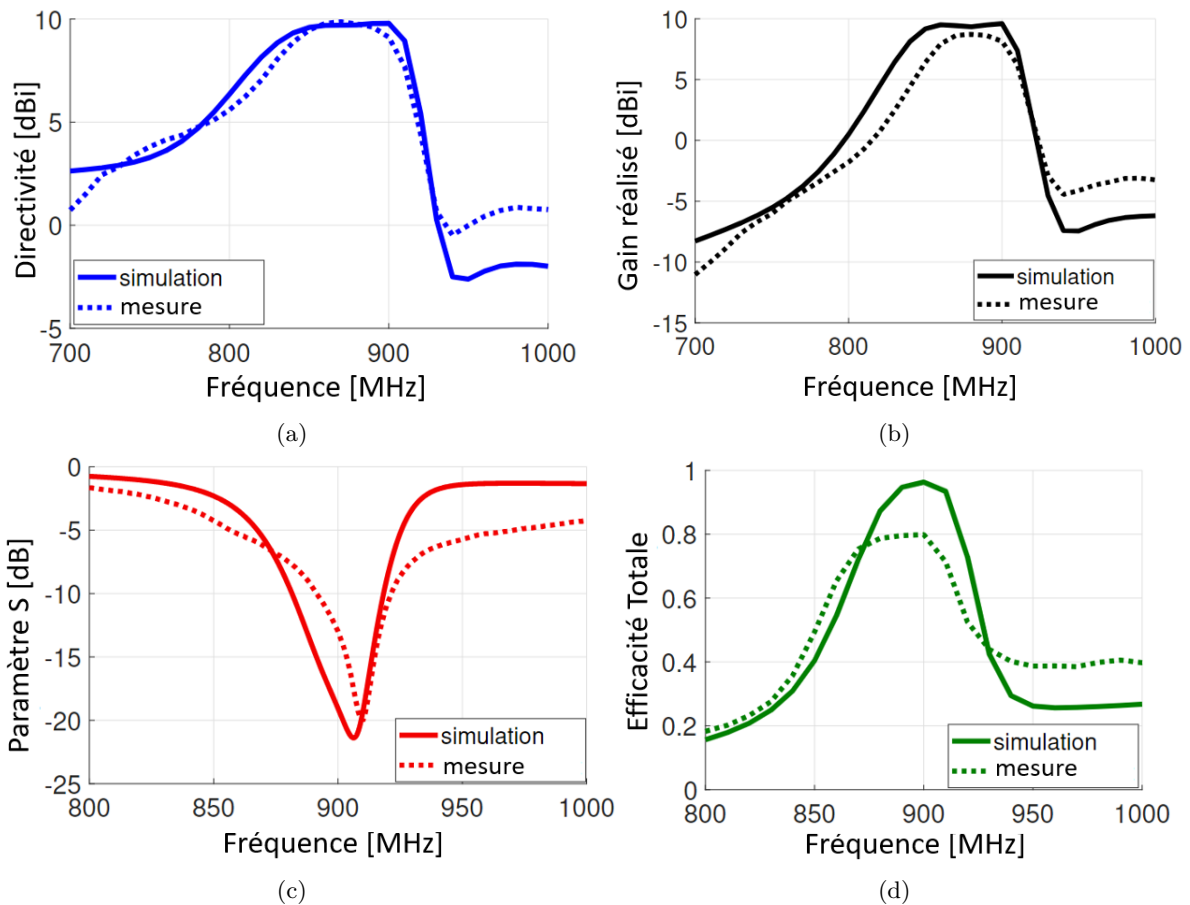 10
5
0
-5
Directivité [dBi]
simulation
mesure
700 800 900 1000
Fréquence [MHz]
(a)
10
5
0
-5
-10
-15
Gain réalisé [dBi]
simulation
mesure
700 800 900 1000
Fréquence [MHz]
(b)
0
-5
-10
-15
-20
-25
Paramètre S [dB]
simulation
mesure
800 850 900 950 1000
Fréquence [MHz]
(c)
1
0.8
0.6
0.4
0.2
0
Efficacité Totale
simulation
mesure
800 850 900 950 1000
Fréquence [MHz]
(d)